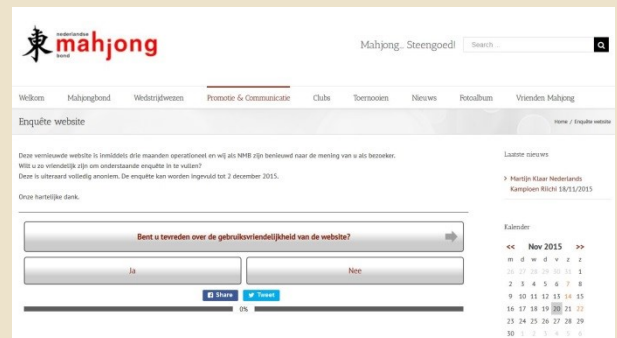 東 nederlandse
mahjong
bond
Mahjong... Steengoed!
Search ...
Welkom Mahjongbond Wedstrijdwezen Promotie & Communicatie Clubs Toernooien Nieuws Fotoalbum Vrienden Mahjong
Enquête website
Home / Enquête website
Deze vernieuwde website is inmiddels drie maanden operationeel en wij als NMB zijn benieuwd naar de mening van u als bezoeker.
Wilt u zo vriendelijk zijn om onderstaande enquête in te vullen?
Deze is uiteraard volledig anoniem. De enquête kan worden ingevuld tot 2 december 2015.
Onze hartelijke dank.
Bent u tevreden over de gebruiksvriendelijkheid van de website?
Ja Nee
Share Tweet
0%
Laatste nieuws
Martijn Klaar Nederlands
Kampioen Riichi 18/11/2015
Kalender
<< Nov 2015 >>
m d w d v z z
26 27 28 29 30 31 1
2 3 4 5 6 7 8
9 10 11 12 13 14 15
16 17 18 19 20 21 22
23 24 25 26 27 28 29
30 1 2 3 4 5 6